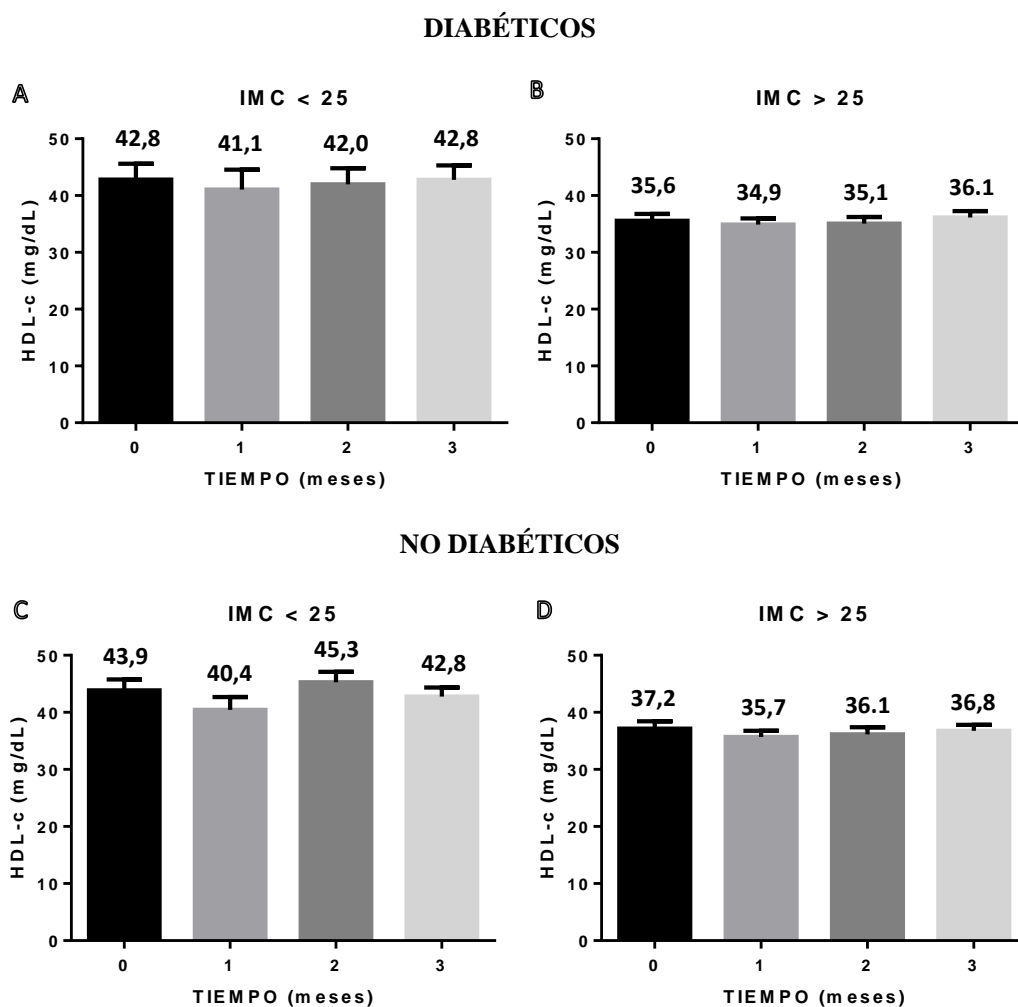 DIABÉTICOS
A
IMC < 25
42,8 41,1 42,0 42,8
HDL-c (mg/dL)
50
40
30
20
10
0
0 1 2 3
TIEMPO (meses)
B
IMC > 25
35,6 34,9 35,1 36.1
HDL-c (mg/dL)
50
40
30
20
10
0
0 1 2 3
TIEMPO (meses)
NO DIABÉTICOS
C
IMC < 25
43,9 40,4 45,3 42,8
HDL-c (mg/dL)
50
40
30
20
10
0
0 1 2 3
TIEMPO (meses)
D
IMC > 25
37,2 35,7 36.1 36,8
HDL-c (mg/dL)
50
40
30
20
10
0
0 1 2 3
TIEMPO (meses)